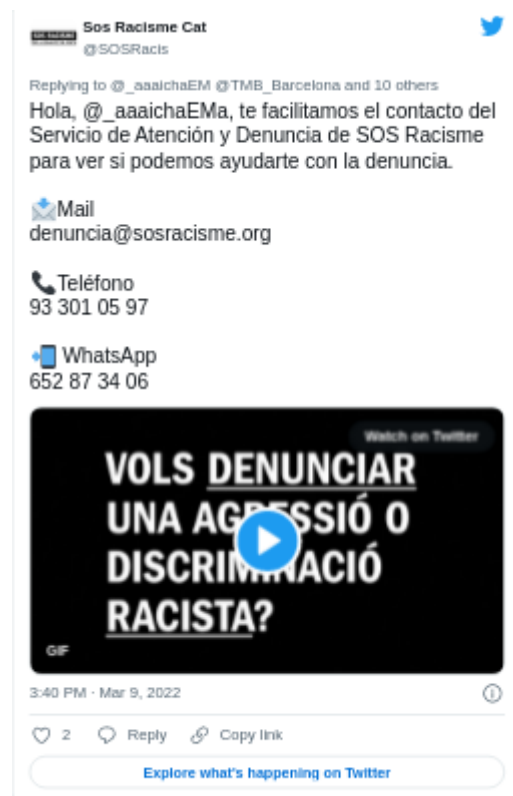 SOS RACISME
Sos Racisme Cat
@SOSRacis
Replying to @_aaaichaEM @TMB_Barcelona and 10 others
Hola, @_aaaichaEMa, te facilitamos el contacto del
Servicio de Atención y Denuncia de SOS Racisme
para ver si podemos ayudarte con la denuncia.
Mail
denuncia@sosracisme.org
Teléfono
93 301 05 97
WhatsApp
652 87 34 06
Watch on Twitter
VOLS DENUNCIAR
UNA AGRESSIÓ O
DISCRIMINACIÓ
RACISTA?
GIF
3:40 PM · Mar 9, 2022
2 Reply Copy link
Explore what's happening on Twitter